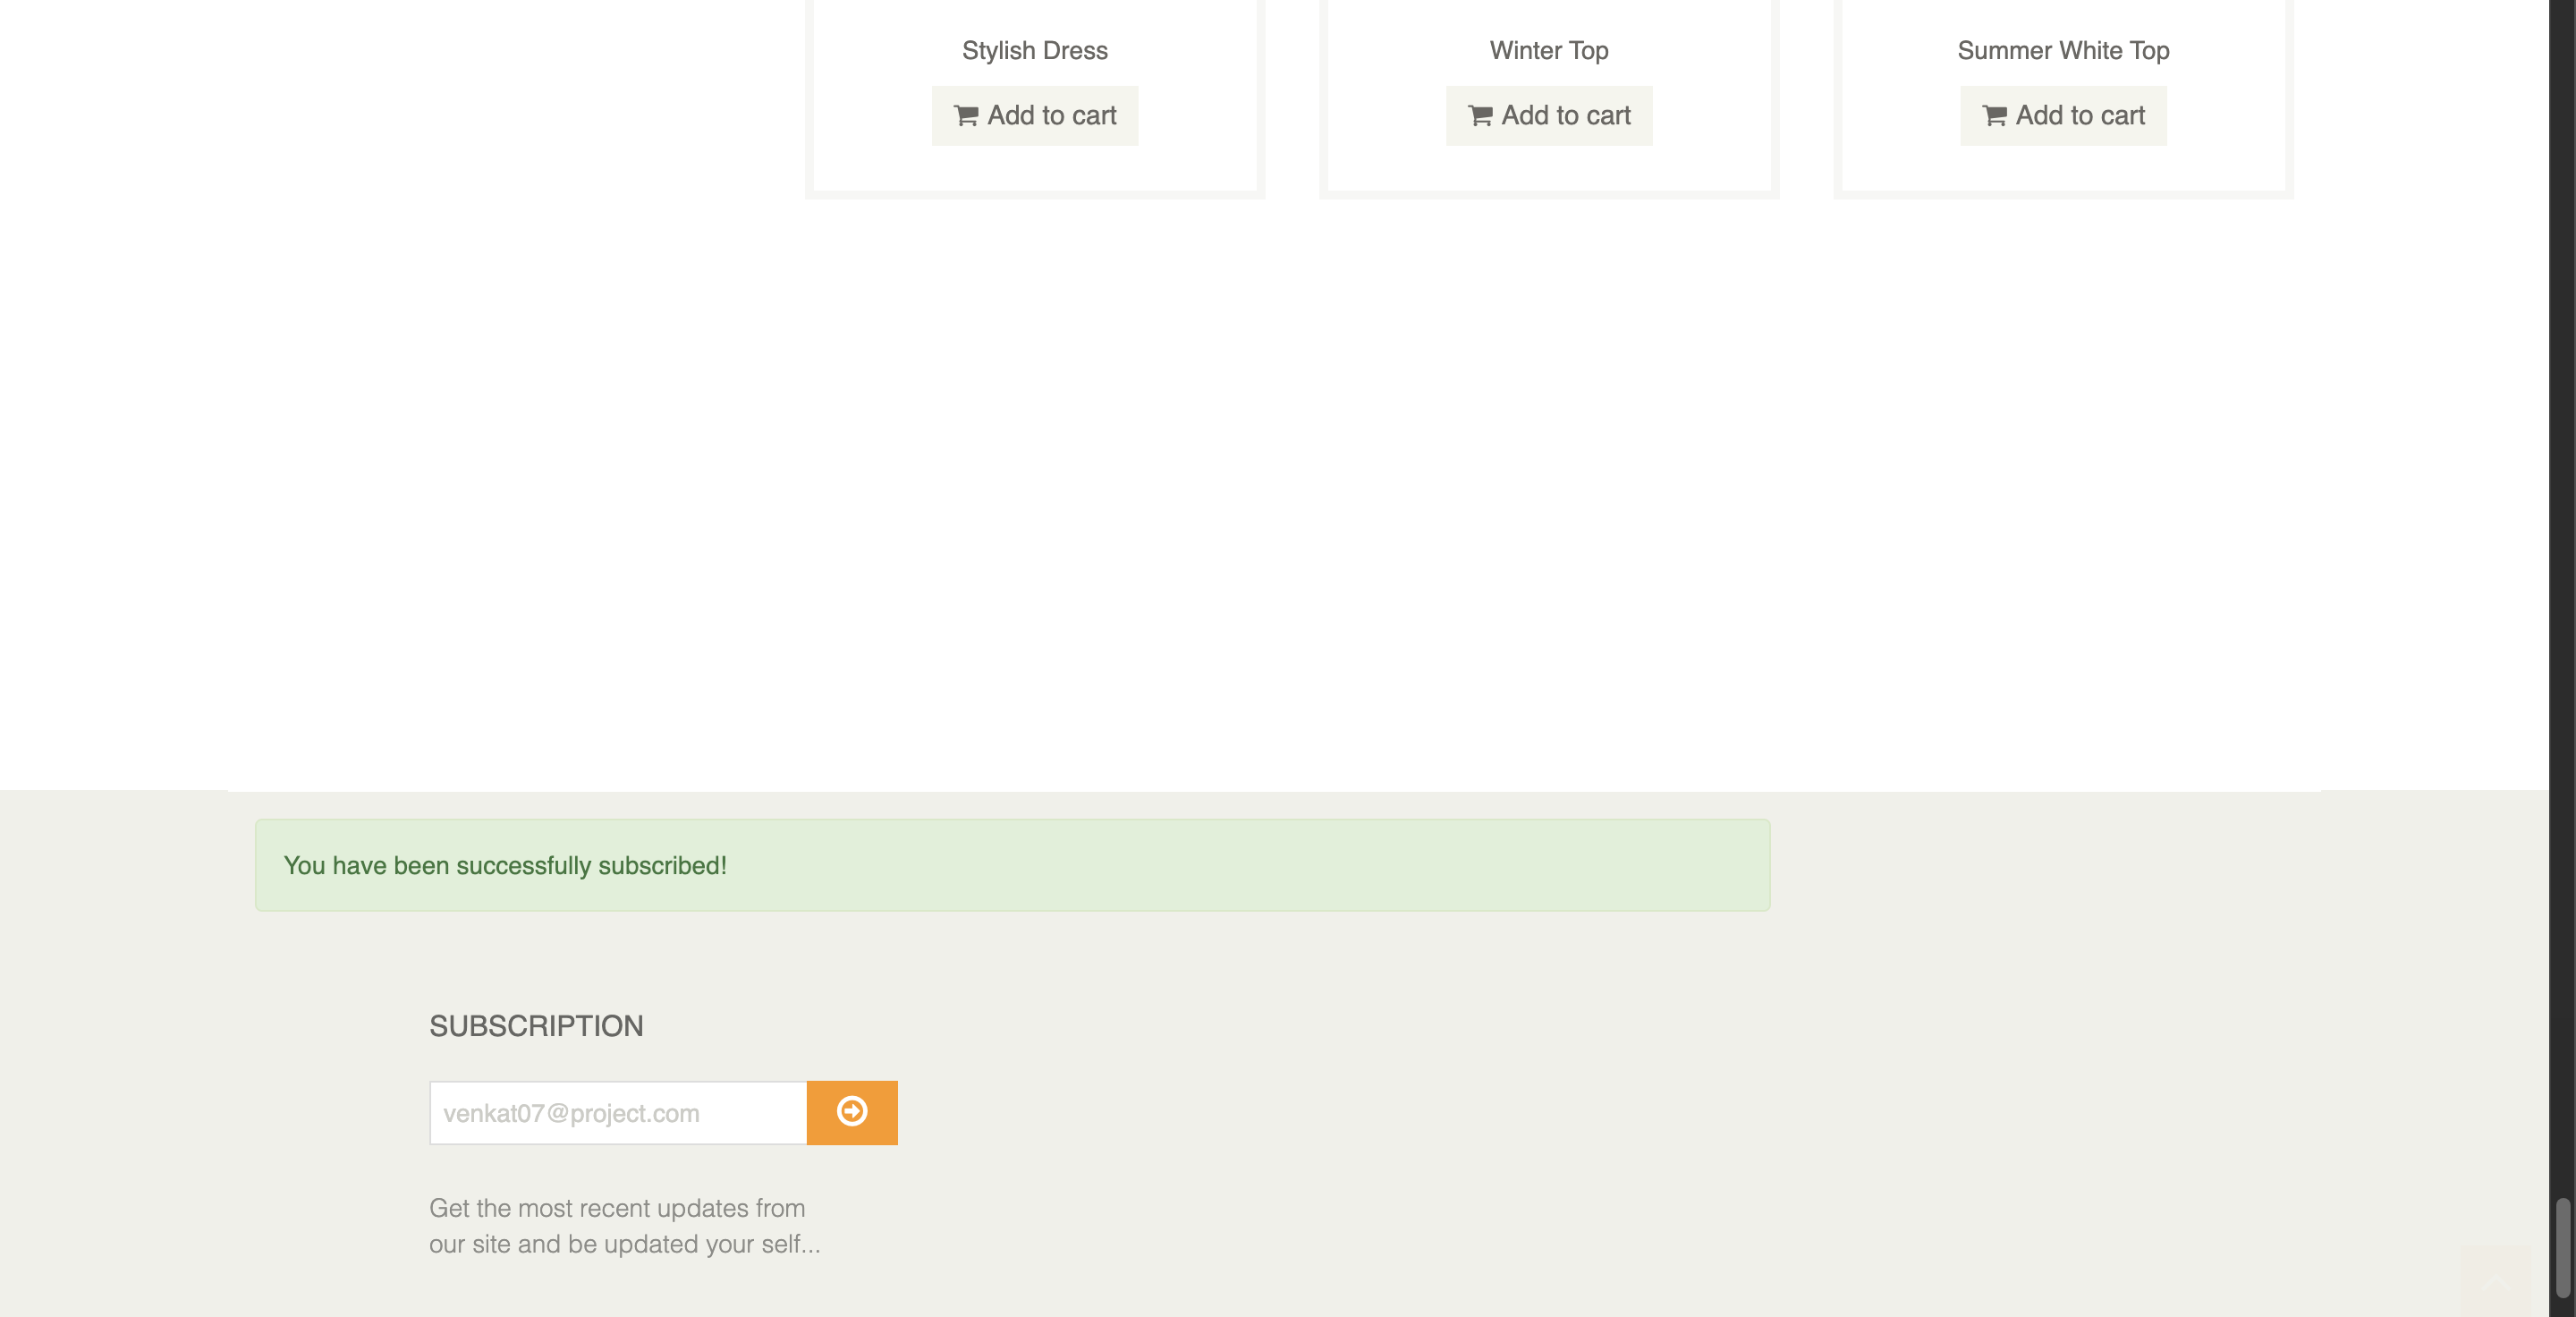 Stylish Dress
Winter Top
Summer White Top
Add to cart
Add to cart
Add to cart
You have been successfully subscribed!
SUBSCRIPTION
venkat07@project.com
Get the most recent updates from
our site and be updated your self...